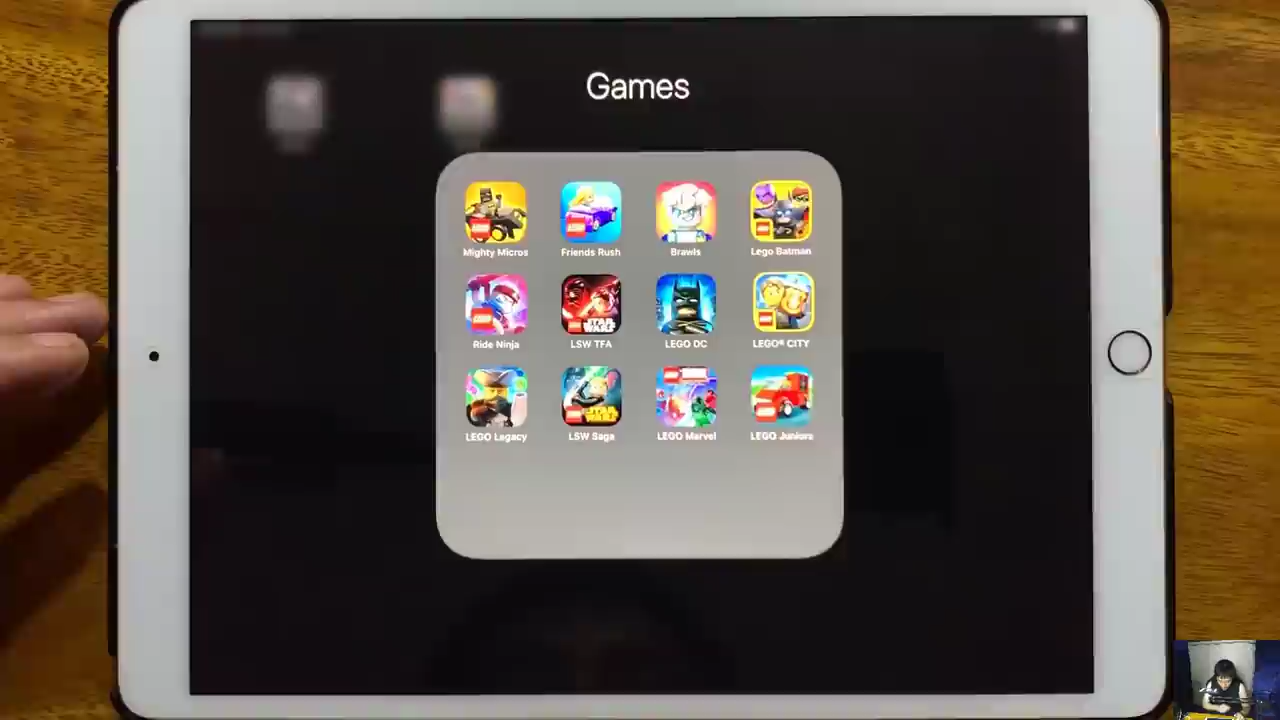 Games
Mighty Micros Friends Rush Brawls Lego Batman
Ride Ninja LSW TFA LEGO DC LEGO® CITY
LEGO Legacy LSW Saga LEGO Marvel LEGO Juniors